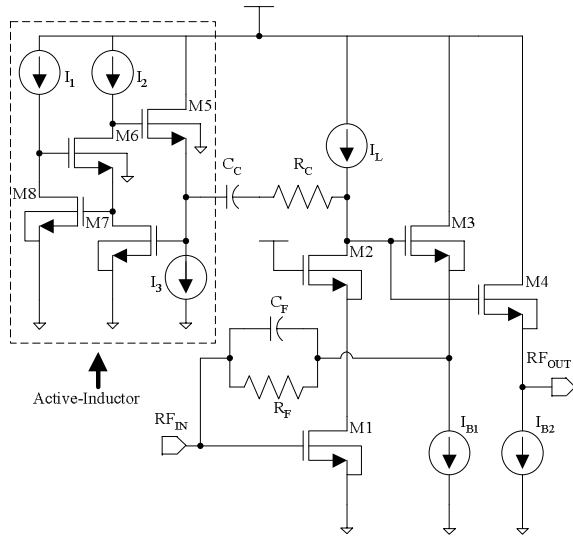 I1
I2
M5
M6
CC
RC
IL
M8
M7
M3
M2
M4
I3
CF
RFOUT
RF
Active-Inductor
RFIN
M1
IB1
IB2